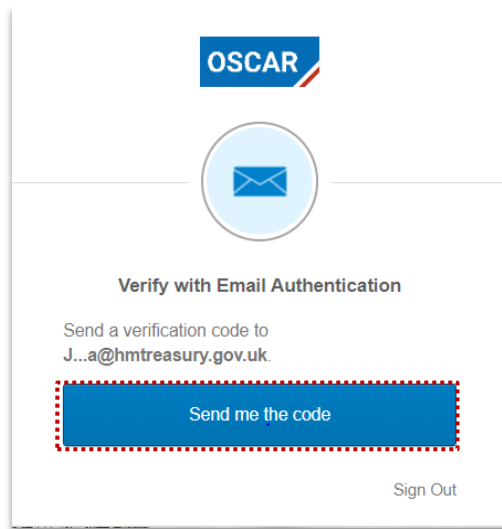 OSCAR
Verify with Email Authentication
Send a verification code to
J...a@hmtreasury.gov.uk.
Send me the code
Sign Out